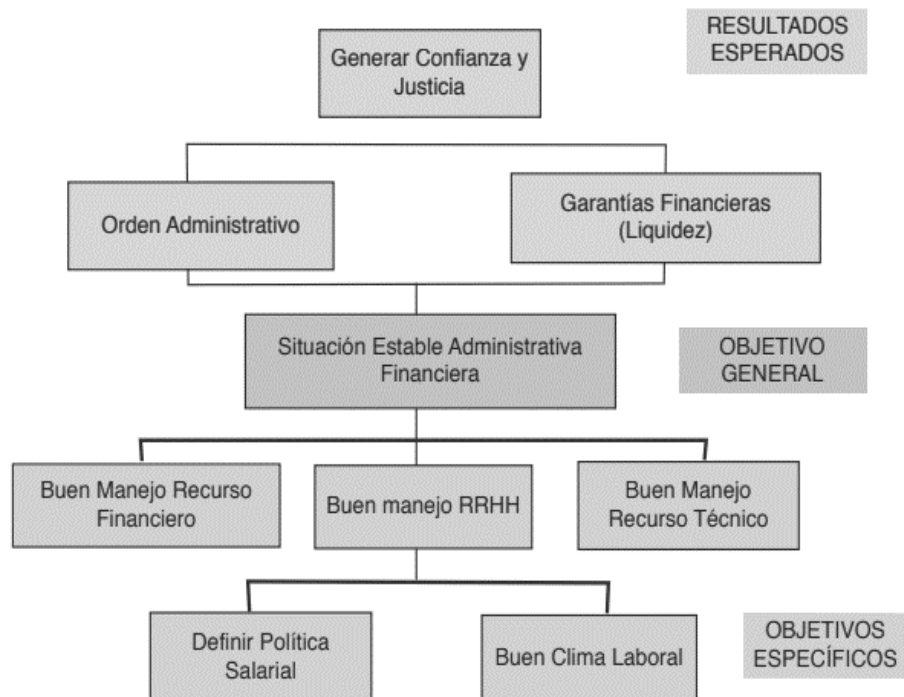 RESULTADOS
ESPERADOS
Generar Confianza y
Justicia
Orden Administrativo
Garantías Financieras
(Liquidez)
Situación Estable Administrativa
Financiera
OBJETIVO
GENERAL
Buen Manejo Recurso
Financiero
Buen manejo RRHH
Buen Manejo
Recurso Técnico
Definir Política
Salarial
Buen Clima Laboral
OBJETIVOS
ESPECÍFICOS